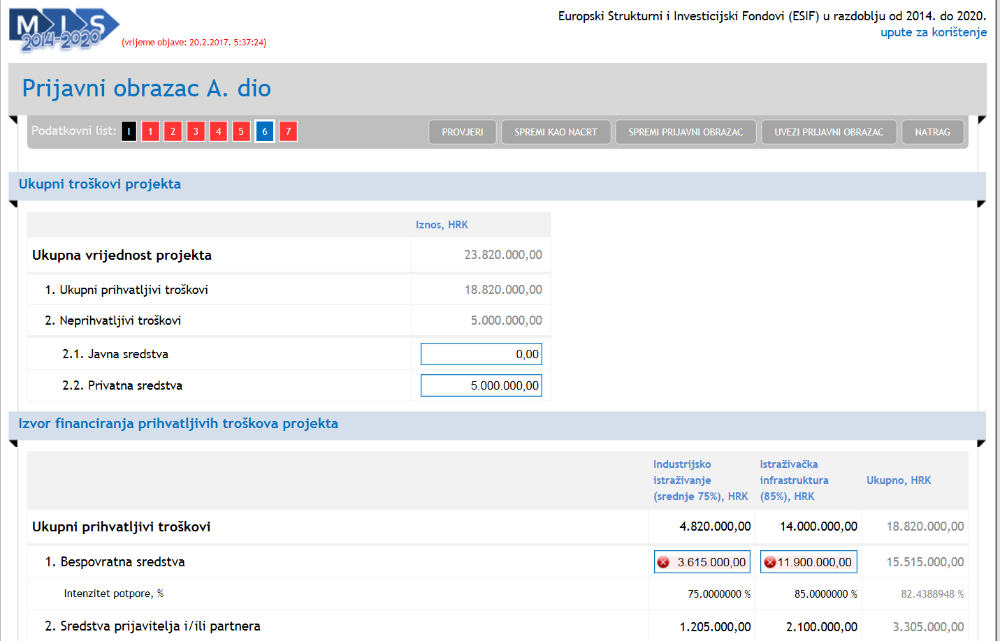 MIS
2014-2020
(vrijeme objave: 20.2.2017. 5:37:24)
Europski Strukturni i Investicijski Fondovi (ESIF) u razdoblju od 2014. do 2020.
upute za korištenje
Prijavni obrazac A. dio
Podatkovni list: I 1 2 3 4 5 6 7 PROVJERI SPREMI KAO NACRT SPREMI PRIJAVNI OBRAZAC UVEZI PRIJAVNI OBRAZAC NATRAG
Ukupni troškovi projekta
Iznos, HRK
Ukupna vrijednost projekta 23.820.000,00
1. Ukupni prihvatljivi troškovi 18.820.000,00
2. Neprihvatljivi troškovi 5.000.000,00
2.1. Javna sredstva 0,00
2.2. Privatna sredstva 5.000.000,00
Izvor financiranja prihvatljivih troškova projekta
Industrijsko istraživanje (srednje 75%), HRK Istraživačka infrastruktura (85%), HRK Ukupno, HRK
Ukupni prihvatljivi troškovi 4.820.000,00 14.000.000,00 18.820.000,00
1. Bespovratna sredstva 3.615.000,00 11.900.000,00 15.515.000,00
Intenzitet potpore, % 75.0000000 % 85.0000000 % 82.4388948 %
2. Sredstva prijavitelja i/ili partnera 1.205.000,00 2.100.000,00 3.305.000,00